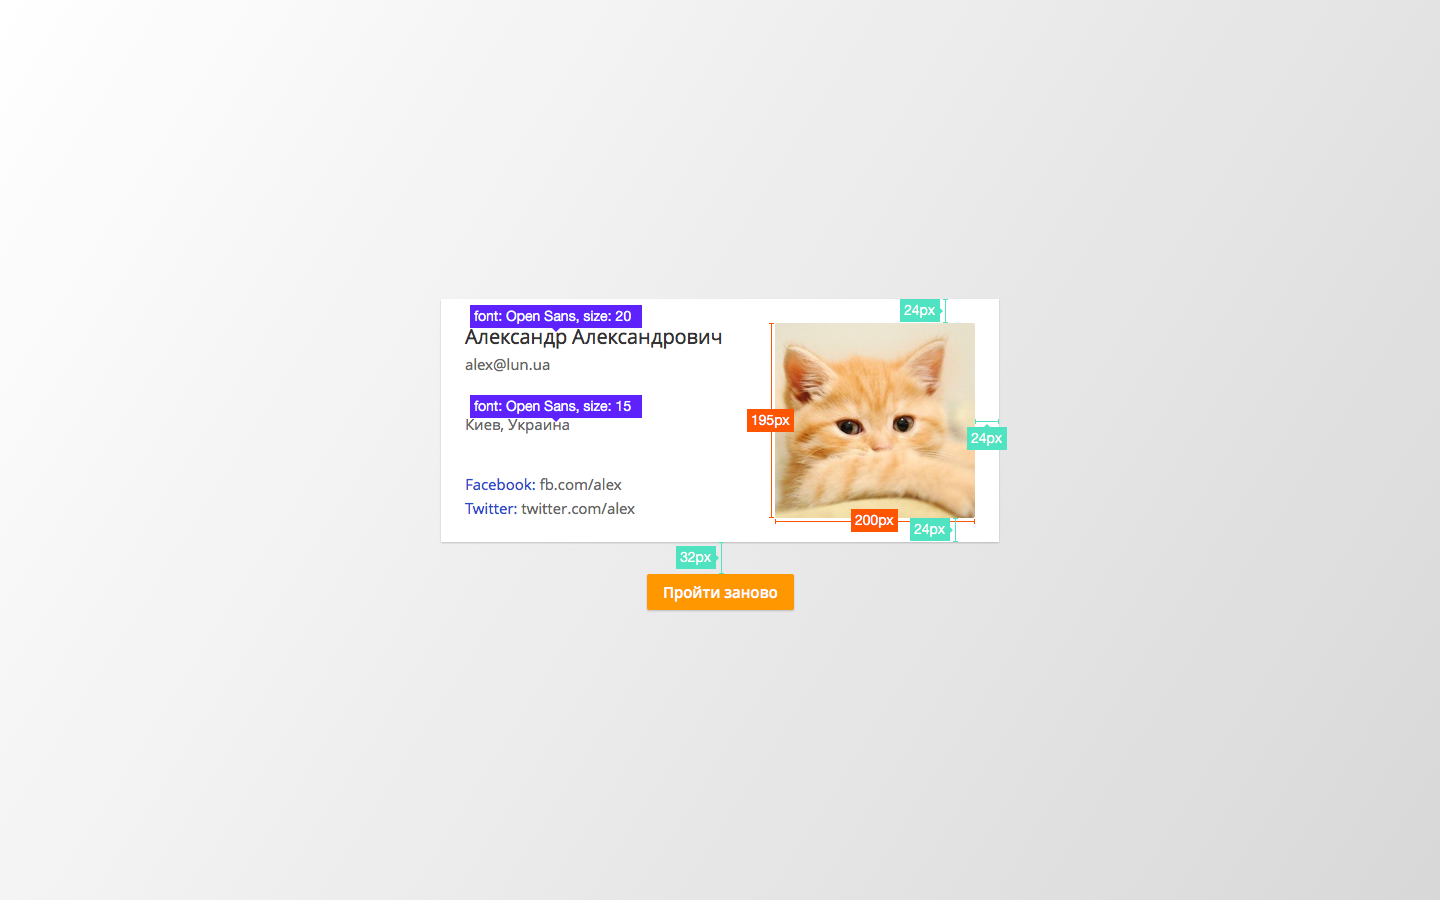 24px
font: Open Sans, size: 20
Александр Александрович
alex@lun.ua
font: Open Sans, size: 15
195px
Киев, Украина
24px
Facebook: fb.com/alex
Twitter: twitter.com/alex
200px
24px
32px
Пройти заново